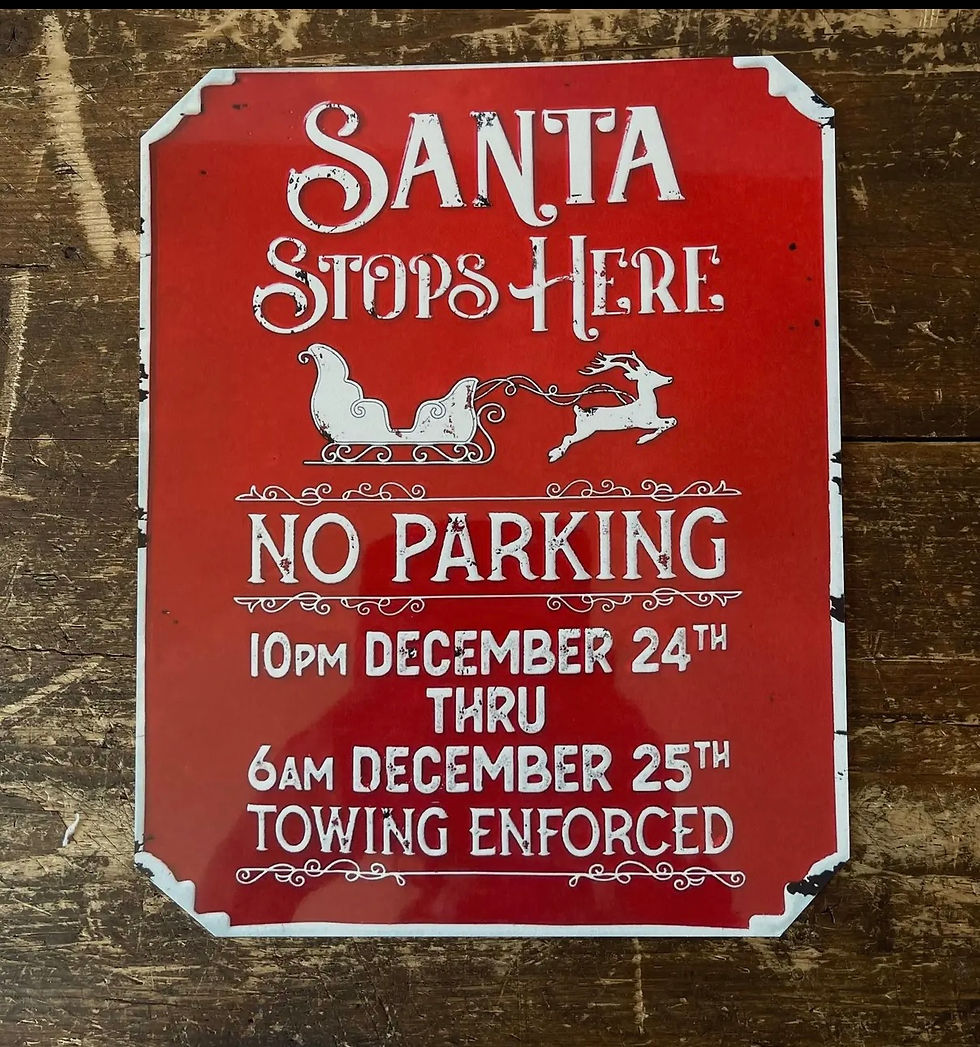 SANTA
STOPS HERE
NO PARKING
10PM DECEMBER 24TH
THRU
6AM DECEMBER 25TH
TOWING ENFORCED